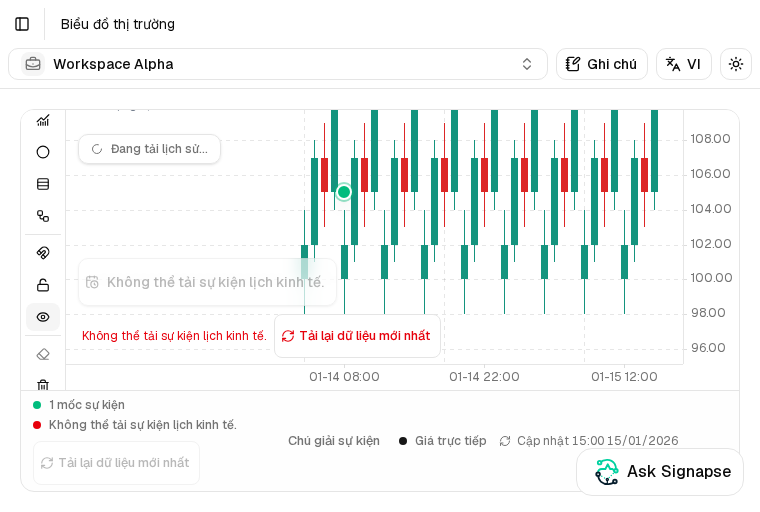 Biểu đồ thị trường
Workspace Alpha
Ghi chú
VI
Đang tải lịch sử...
108.00
106.00
104.00
102.00
100.00
98.00
96.00
Không thể tải sự kiện lịch kinh tế.
Không thể tải sự kiện lịch kinh tế.
Tải lại dữ liệu mới nhất
01-14 08:00
01-14 22:00
01-15 12:00
1 mốc sự kiện
Không thể tải sự kiện lịch kinh tế.
Tải lại dữ liệu mới nhất
Chú giải sự kiện
Giá trực tiếp
Cập nhật 15:00 15/01/2026
Ask Signapse